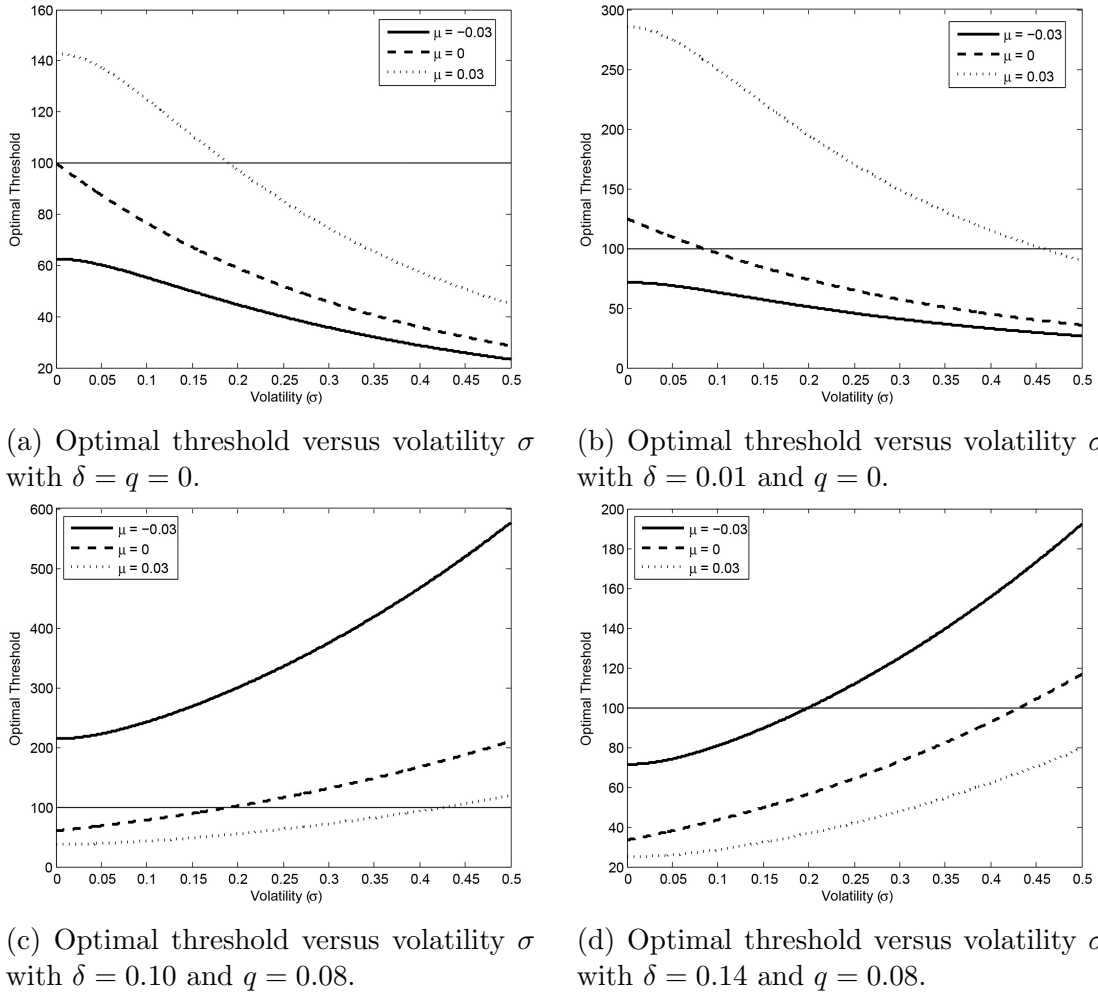 160
140
120
100
80
60
40
20
0 0.05 0.1 0.15 0.2 0.25 0.3 0.35 0.4 0.45 0.5
Optimal Threshold
Volatility (σ)
μ = −0.03
μ = 0
μ = 0.03
(a) Optimal threshold versus volatility σ
with δ = q = 0.
300
250
200
150
100
50
0
0 0.05 0.1 0.15 0.2 0.25 0.3 0.35 0.4 0.45 0.5
Optimal Threshold
Volatility (σ)
μ = −0.03
μ = 0
μ = 0.03
(b) Optimal threshold versus volatility σ
with δ = 0.01 and q = 0.
600
500
400
300
200
100
0
0 0.05 0.1 0.15 0.2 0.25 0.3 0.35 0.4 0.45 0.5
Optimal Threshold
Volatility (σ)
μ = −0.03
μ = 0
μ = 0.03
(c) Optimal threshold versus volatility σ
with δ = 0.10 and q = 0.08.
200
180
160
140
120
100
80
60
40
20
0 0.05 0.1 0.15 0.2 0.25 0.3 0.35 0.4 0.45 0.5
Optimal Threshold
Volatility (σ)
μ = −0.03
μ = 0
μ = 0.03
(d) Optimal threshold versus volatility σ
with δ = 0.14 and q = 0.08.